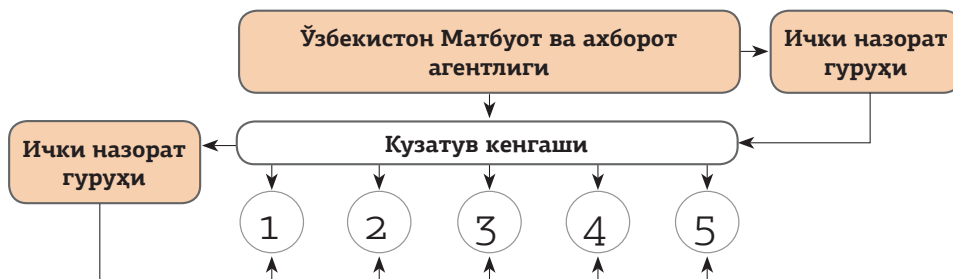 Ўзбекистон Матбуот ва ахборот
агентлиги
Ички назорат
гуруҳи
Кузатув кенгаши
Ички назорат
гуруҳи
1 2 3 4 5